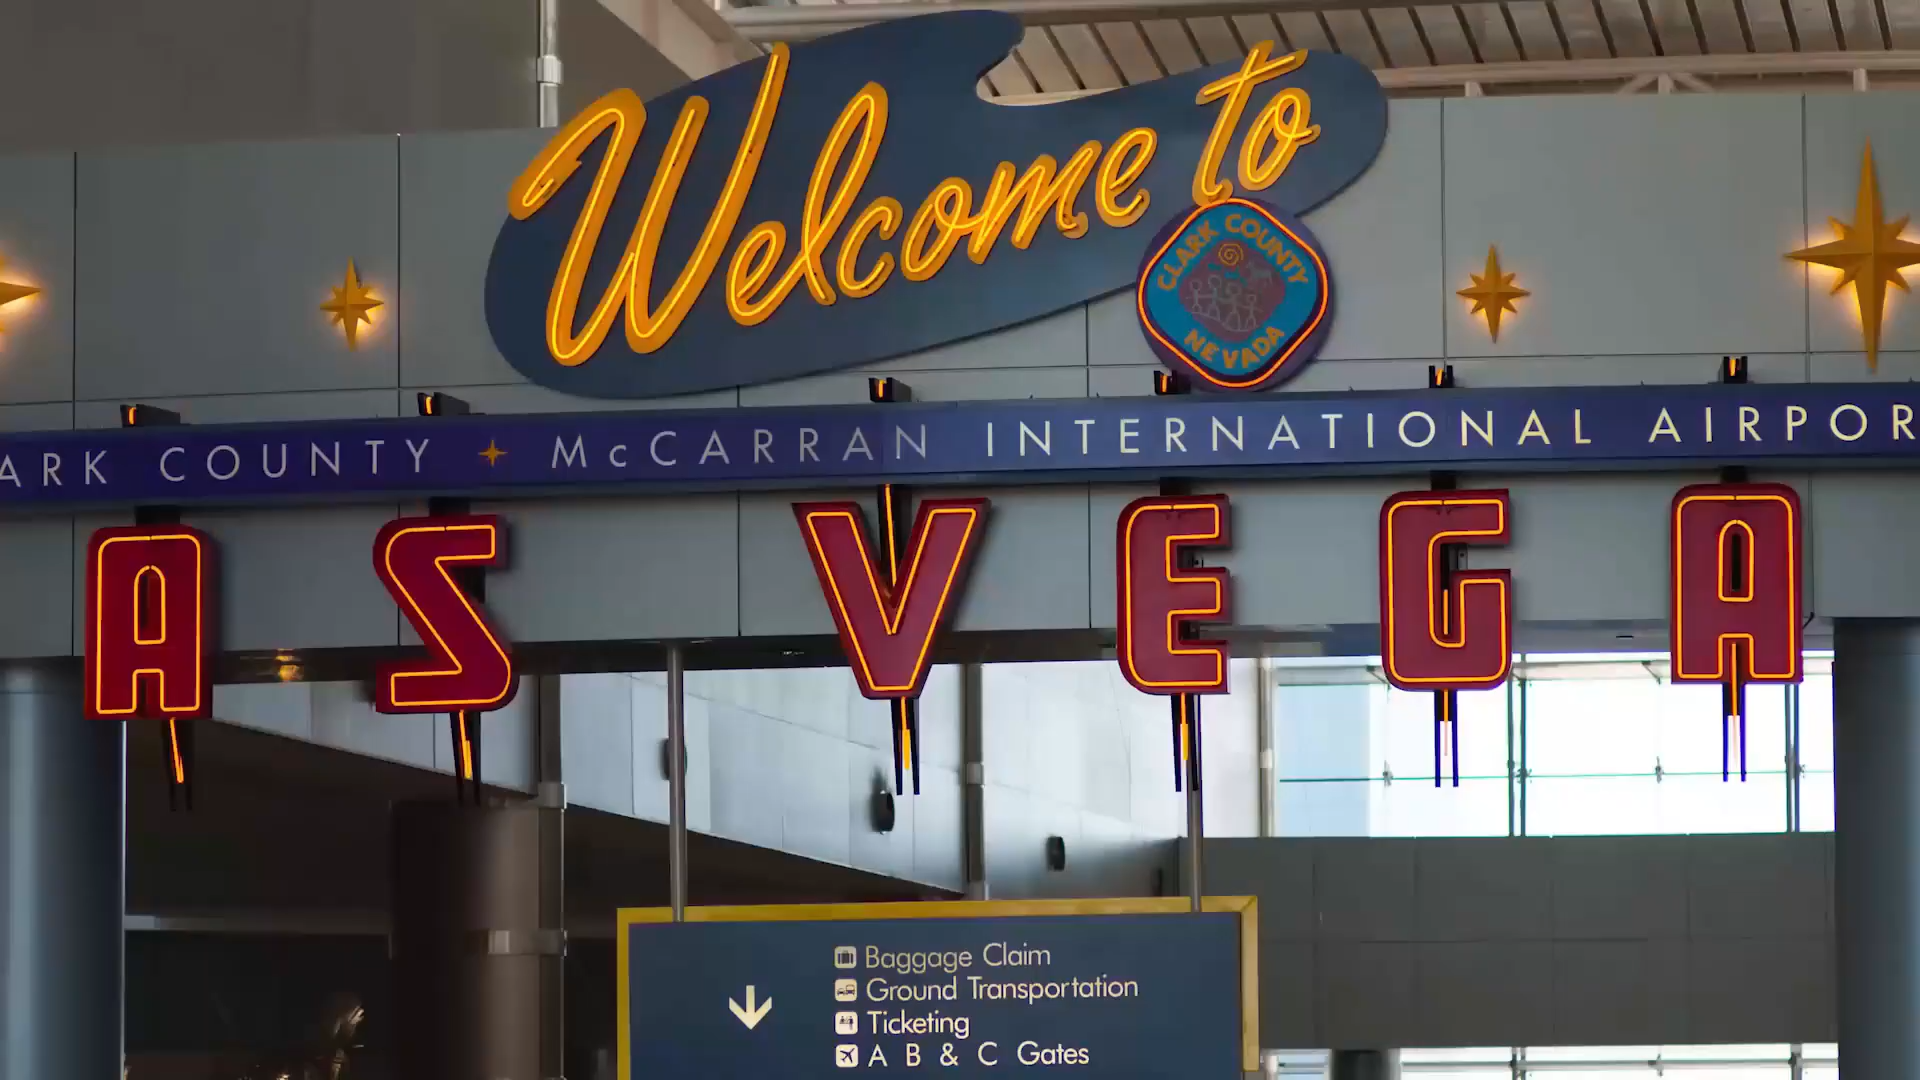 Welcome to
CLARK COUNTY
NEVADA
ARK COUNTY McCARRAN INTERNATIONAL AIRPOR
AS VEGA
Baggage Claim
Ground Transportation
Ticketing
A B & C Gates